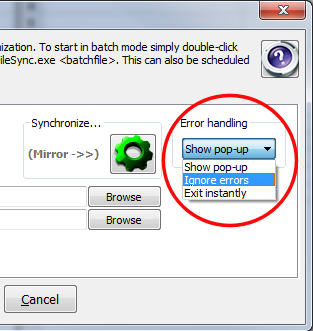 nization. To start in batch mode simply double-click
ileSync.exe <batchfile>. This can also be scheduled
Synchronize...
Error handling
(Mirror ->>)
Show pop-up
Show pop-up
Ignore errors
Exit instantly
Browse
Browse
Cancel